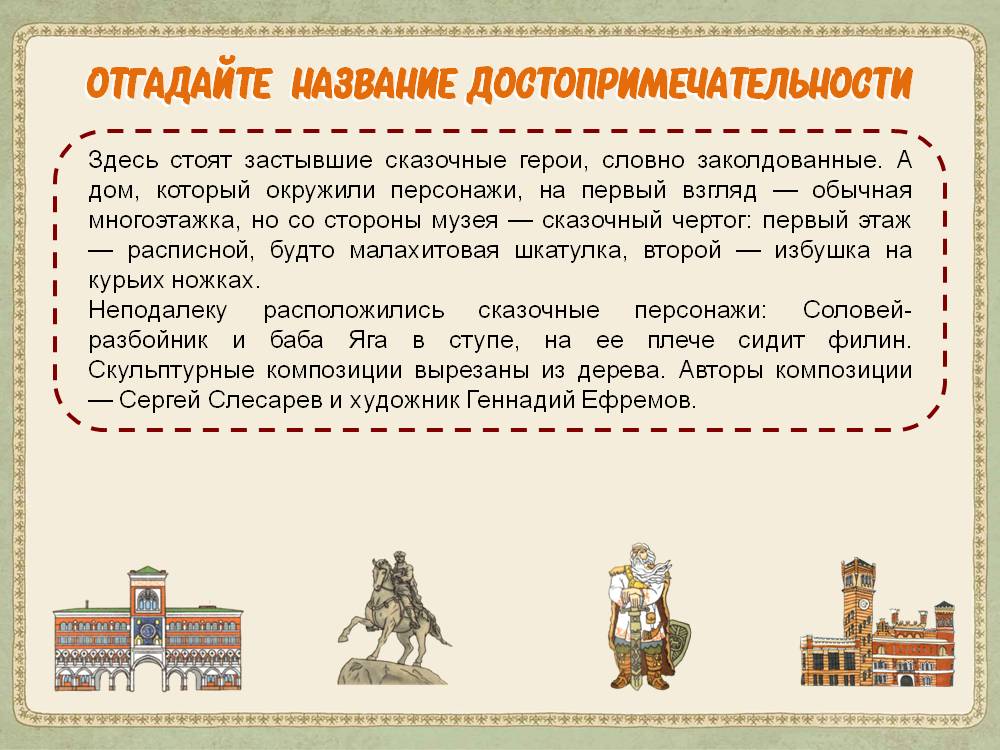 ОТГАДАЙТЕ НАЗВАНИЕ ДОСТОПРИМЕЧАТЕЛЬНОСТИ
Здесь стоят застывшие сказочные герои, словно заколдованные. А
дом, который окружили персонажи, на первый взгляд — обычная
многоэтажка, но со стороны музея — сказочный чертог: первый этаж
— расписной, будто малахитовая шкатулка, второй — избушка на
курьих ножках.
Неподалеку расположились сказочные персонажи: Соловей-
разбойник и баба Яга в ступе, на ее плече сидит филин.
Скульптурные композиции вырезаны из дерева. Авторы композиции
— Сергей Слесарев и художник Геннадий Ефремов.